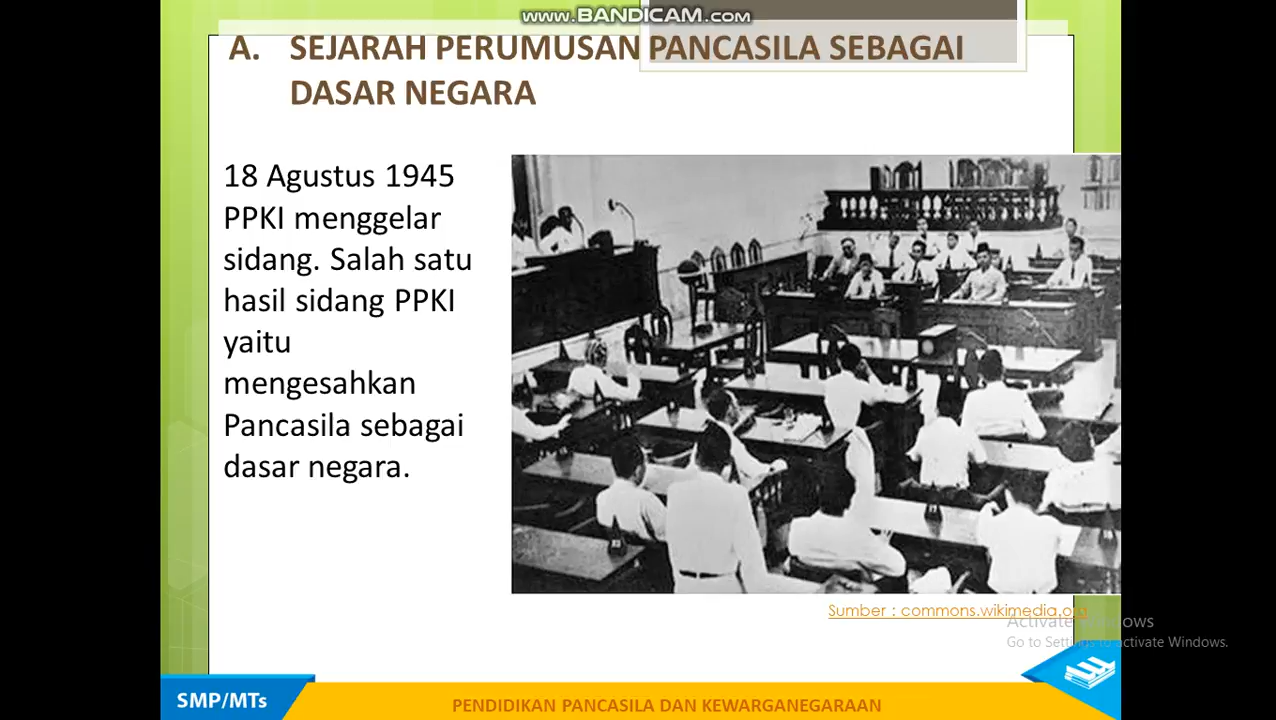 www.BANDICAM.com
A. SEJARAH PERUMUSAN PANCASILA SEBAGAI
DASAR NEGARA
18 Agustus 1945
PPKI menggelar
sidang. Salah satu
hasil sidang PPKI
yaitu
mengesahkan
Pancasila sebagai
dasar negara.
Sumber : commons.wikimedia.org
Activate Windows
Go to Settings to activate Windows.
SMP/MTs
PENDIDIKAN PANCASILA DAN KEWARGANEGARAAN